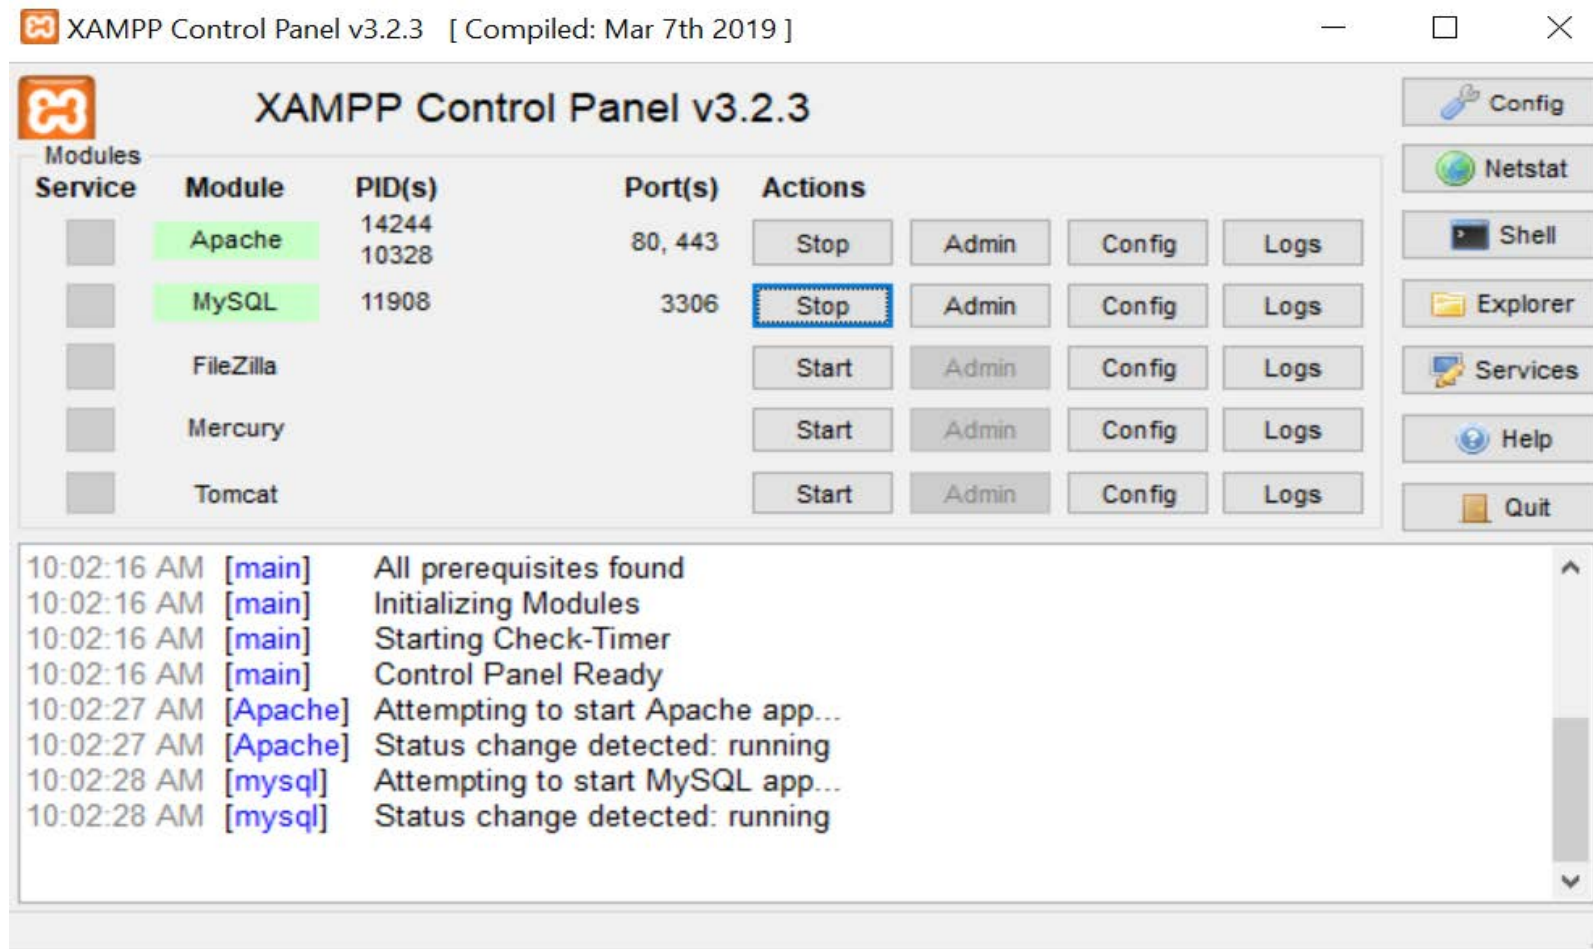 XAMPP Control Panel v3.2.3 [ Compiled: Mar 7th 2019 ]
XAMPP Control Panel v3.2.3
Modules
Service Module PID(s) Port(s) Actions
Apache 14244 10328 80, 443 Stop Admin Config Logs
MySQL 11908 3306 Stop Admin Config Logs
FileZilla Start Admin Config Logs
Mercury Start Admin Config Logs
Tomcat Start Admin Config Logs
Config
Netstat
Shell
Explorer
Services
Help
Quit
10:02:16 AM [main] All prerequisites found
10:02:16 AM [main] Initializing Modules
10:02:16 AM [main] Starting Check-Timer
10:02:16 AM [main] Control Panel Ready
10:02:27 AM [Apache] Attempting to start Apache app...
10:02:27 AM [Apache] Status change detected: running
10:02:28 AM [mysql] Attempting to start MySQL app...
10:02:28 AM [mysql] Status change detected: running